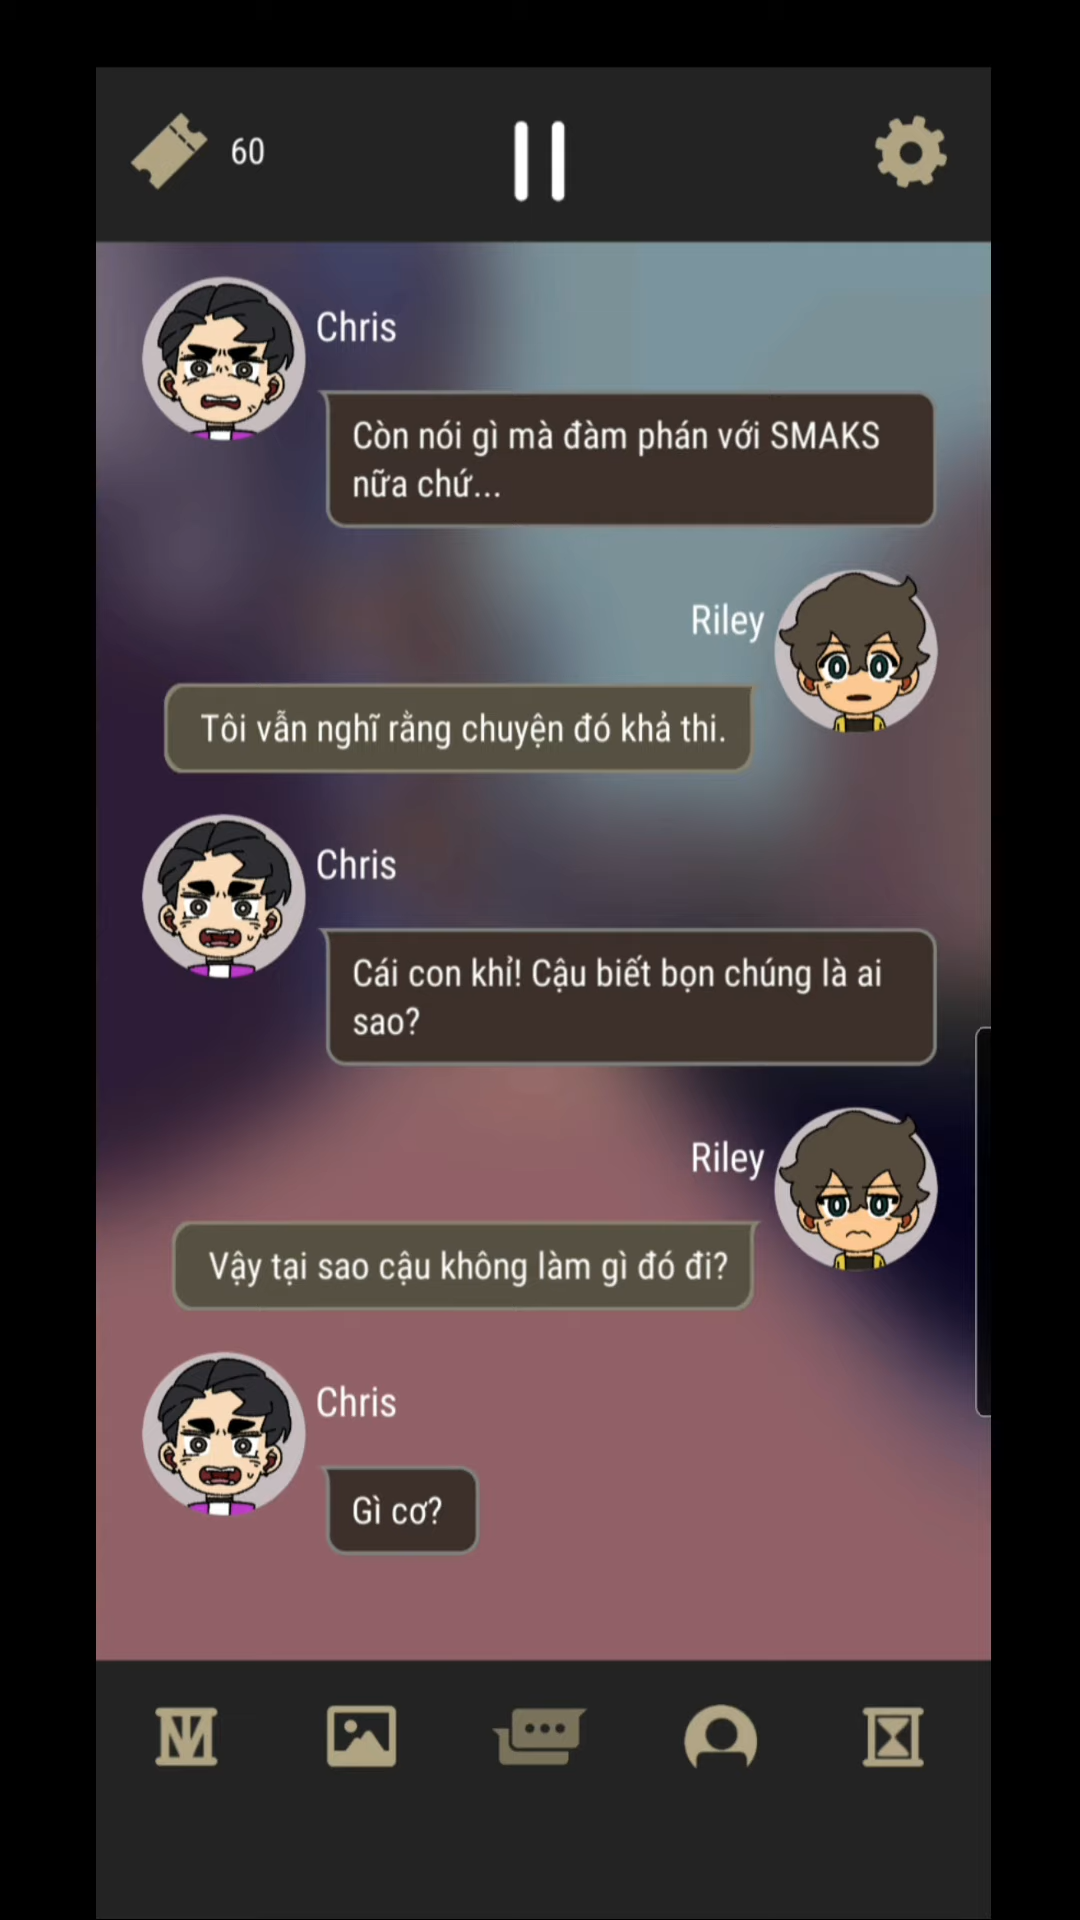 60
Chris
Còn nói gì mà đàm phán với SMAKS
nữa chứ...
Riley
Tôi vẫn nghĩ rằng chuyện đó khả thi.
Chris
Cái con khỉ! Cậu biết bọn chúng là ai
sao?
Riley
Vậy tại sao cậu không làm gì đó đi?
Chris
Gì cơ?